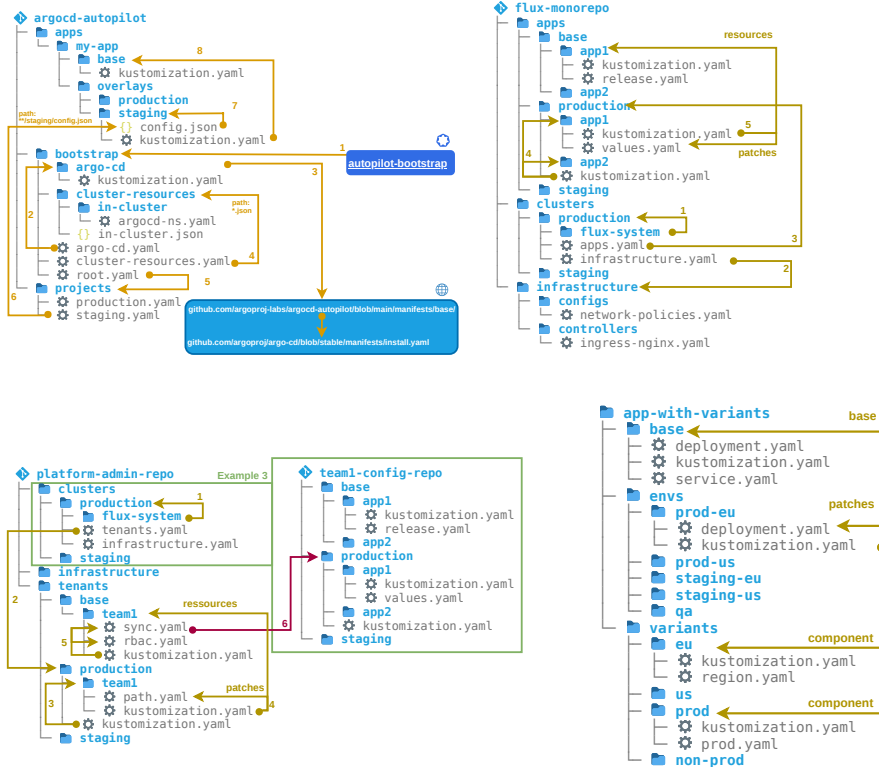 argocd-autopilot
apps
my-app
8
base
kustomization.yaml
overlays
production
7
staging
path:
**/staging/config.json
{} config.json
kustomization.yaml
bootstrap
1
autopilot-bootstrap
argo-cd
3
kustomization.yaml
cluster-resources
path:
*.json
2
in-cluster
argocd-ns.yaml
{} in-cluster.json
argo-cd.yaml
4
cluster-resources.yaml
root.yaml
5
projects
6
production.yaml
staging.yaml
github.com/argoproj-labs/argocd-autopilot/blob/main/manifests/base/
github.com/argoproj/argo-cd/blob/stable/manifests/install.yaml
flux-monorepo
apps
base
resources
app1
kustomization.yaml
release.yaml
app2
production
app1
5
kustomization.yaml
values.yaml
patches
4
app2
kustomization.yaml
staging
clusters
production
1
flux-system
apps.yaml
3
infrastructure.yaml
2
staging
infrastructure
configs
network-policies.yaml
controllers
ingress-nginx.yaml
platform-admin-repo
Example 3
clusters
production
1
flux-system
tenants.yaml
infrastructure.yaml
staging
infrastructure
2
tenants
base
ressources
team1
sync.yaml
6
5
rbac.yaml
kustomization.yaml
production
team1
patches
path.yaml
3
kustomization.yaml
4
kustomization.yaml
staging
team1-config-repo
base
app1
kustomization.yaml
release.yaml
app2
production
app1
kustomization.yaml
values.yaml
app2
kustomization.yaml
staging
app-with-variants
base
base
deployment.yaml
kustomization.yaml
service.yaml
envs
prod-eu
patches
deployment.yaml
kustomization.yaml
prod-us
staging-eu
staging-us
qa
variants
eu
component
kustomization.yaml
region.yaml
us
prod
component
kustomization.yaml
prod.yaml
non-prod